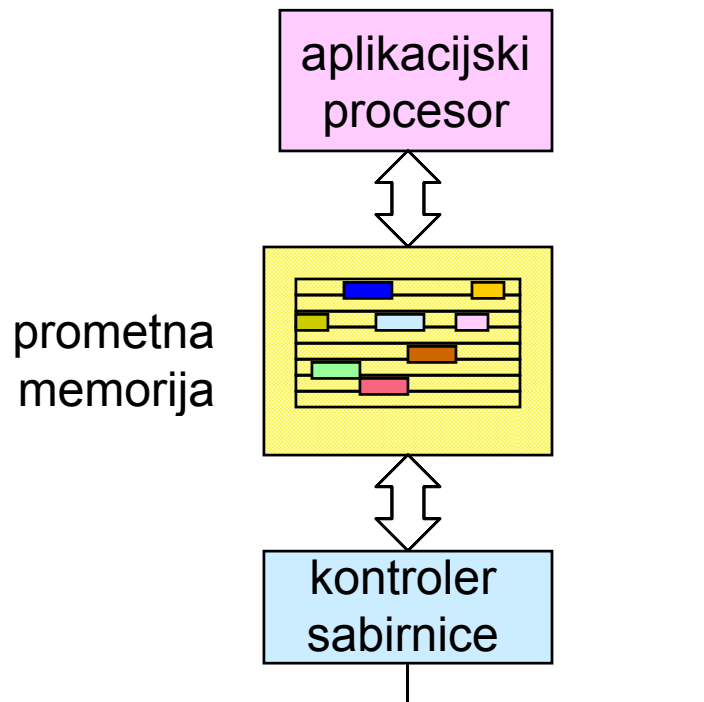 aplikacijski
procesor
prometna
memorija
kontroler
sabirnice